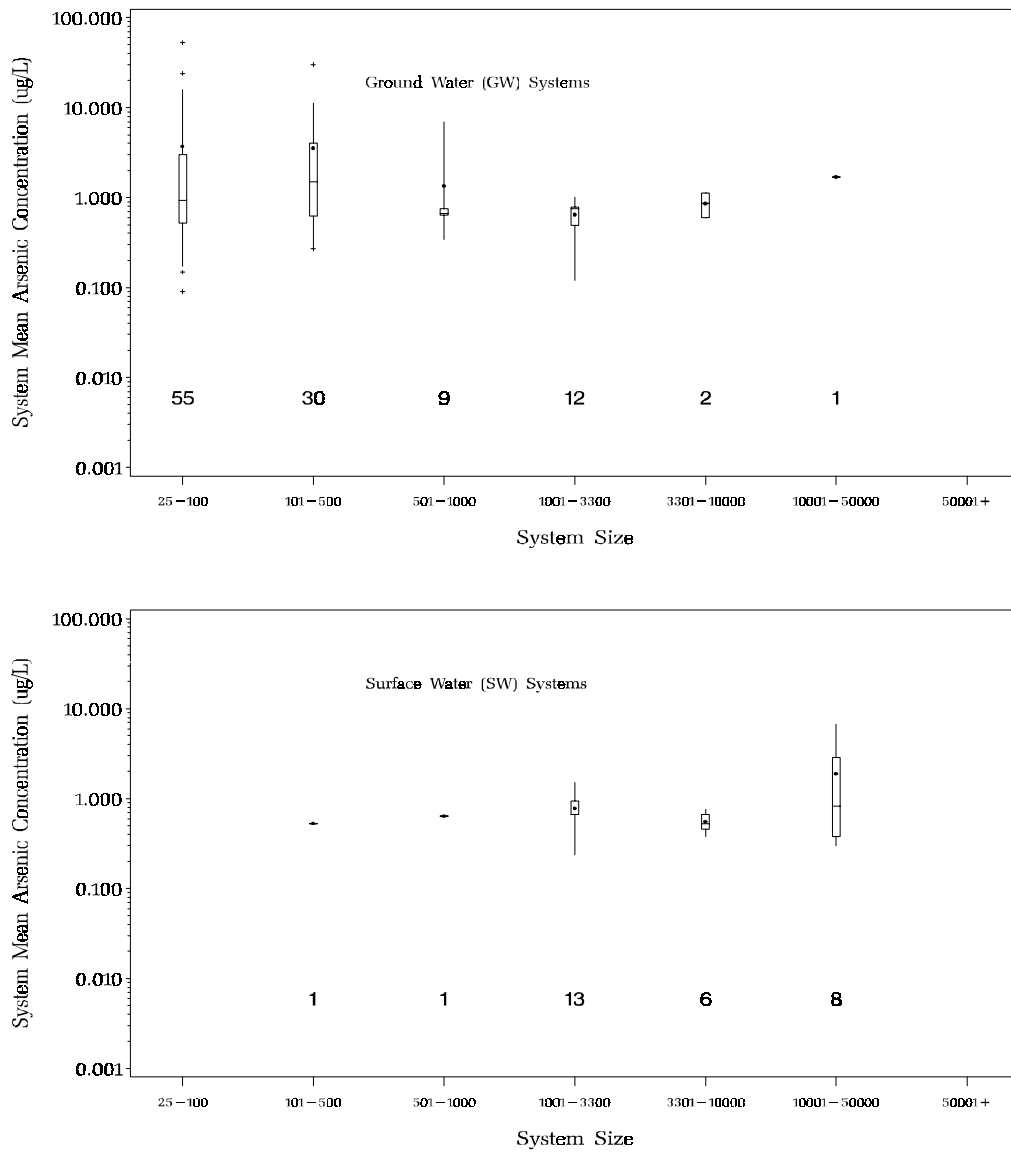 100.000
Ground Water (GW) Systems
10.000
1.000
0.100
0.010
0.001
System Mean Arsenic Concentration (ug/L)
55 30 9 12 2 1
25-100 101-500 501-1000 1001-3300 3301-10000 10001-50000 50001+
System Size
100.000
Surface Water (SW) Systems
10.000
1.000
0.100
0.010
0.001
System Mean Arsenic Concentration (ug/L)
1 1 13 6 8
25-100 101-500 501-1000 1001-3300 3301-10000 10001-50000 50001+
System Size